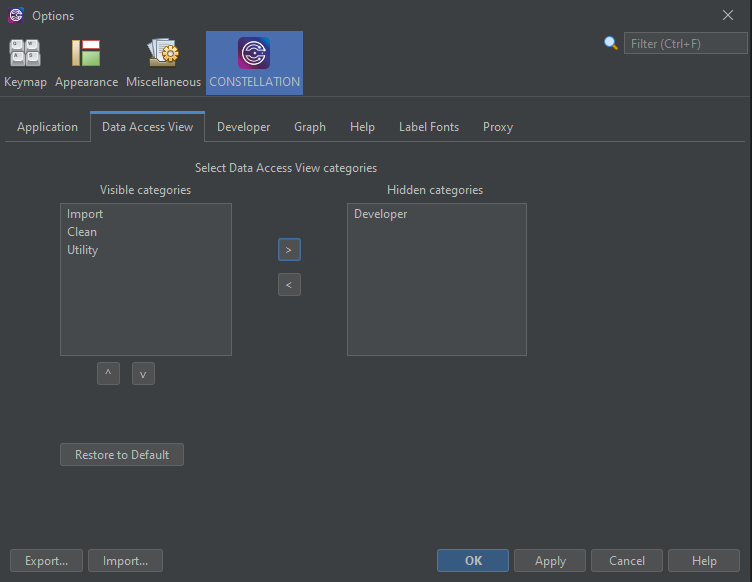 Options
Filter (Ctrl+F)
Q W A S
Keymap Appearance Miscellaneous CONSTELLATION
Application Data Access View Developer Graph Help Label Fonts Proxy
Select Data Access View categories
Visible categories Hidden categories
Import Developer
Clean
Utility
>
<
^ v
Restore to Default
Export... Import... OK Apply Cancel Help